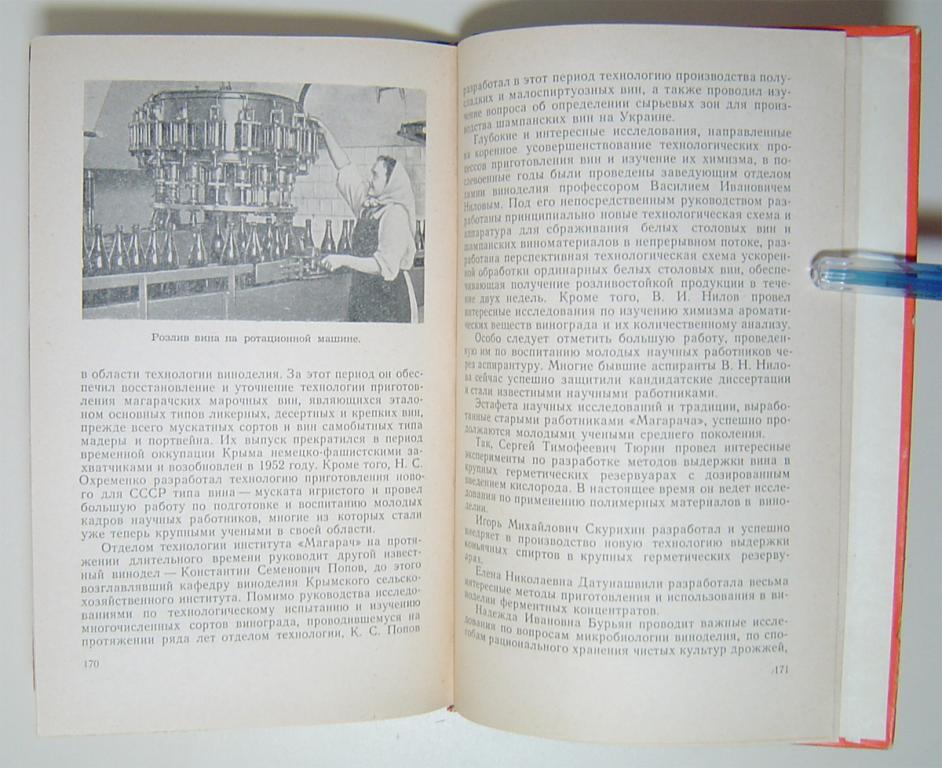 Розлив вина на ротационной машине.
в области технологии виноделия. За этот период он обес-
печил восстановление и уточнение технологии приготов-
ления магарачских марочных вин, являющихся этало-
ном основных типов ликерных, десертных и крепких вин,
прежде всего мускатных сортов и вин самобытных типа
мадеры и портвейна. Их выпуск прекратился в период
временной оккупации Крыма немецко-фашистскими за-
хватчиками и возобновлен в 1952 году. Кроме того, Н. С.
Охременко разработал технологию приготовления ново-
го для СССР типа вина — муската игристого и провел
большую работу по подготовке и воспитанию молодых
кадров научных работников, многие из которых стали
уже теперь крупными учеными в своей области.
Отделом технологии института «Магарач» на протя-
жении длительного времени руководит другой извест-
ный винодел — Константин Семенович Попов, до этого
возглавлявший кафедру виноделия Крымского сельско-
хозяйственного института. Помимо руководства исследо-
ваниями по технологическому испытанию и изучению
многочисленных сортов винограда, проводившемуся на
протяжении ряда лет отделом технологии, К. С. Попов
170
разработал в этот период технологию производства полу-
сладких и малоспиртуозных вин, а также проводил изу-
чение вопроса об определении сырьевых зон для произ-
водства шампанских вин на Украине.
Глубокие и интересные исследования, направленные
на коренное усовершенствование технологических про-
цессов приготовления вин и изучение их химизма, в по-
слевоенные годы были проведены заведующим отделом
химии виноделия профессором Василием Ивановичем
Ниловым. Под его непосредственным руководством раз-
работаны принципиально новые технологическая схема и
аппаратура для сбраживания белых столовых вин и
шампанских виноматериалов в непрерывном потоке, раз-
работана перспективная технологическая схема ускорен-
ной обработки ординарных белых столовых вин, обеспе-
чивающая получение розливостойкой продукции в тече-
ние двух недель. Кроме того, В. И. Нилов провел
интересные исследования по изучению химизма аромати-
ческих веществ винограда и их количественному анализу.
Особо следует отметить большую работу, проведен-
ную им по воспитанию молодых научных работников че-
рез аспирантуру. Многие бывшие аспиранты В. Н. Нило-
ва сейчас успешно защитили кандидатские диссертации
и стали известными научными работниками.
Эстафета научных исследований и традиции, вырабо-
танные старыми работниками «Магарача», успешно про-
должаются молодыми учеными среднего поколения.
Так, Сергей Тимофеевич Тюрин провел интересные
эксперименты по разработке методов выдержки вина в
крупных герметических резервуарах с дозированным
введением кислорода. В настоящее время он ведет иссле-
дования по применению полимерных материалов в вино-
делии.
Игорь Михайлович Скурихин разработал и успешно
внедряет в производство новую технологию выдержки
коньячных спиртов в крупных герметических резерву-
арах.
Елена Николаевна Датунашвили разработала весьма
интересные методы приготовления и использования в ви-
ноделии ферментных концентратов.
Надежда Ивановна Бурьян проводит важные иссле-
дования по вопросам микробиологии виноделия, по спо-
собам рационального хранения чистых культур дрожжей,
171